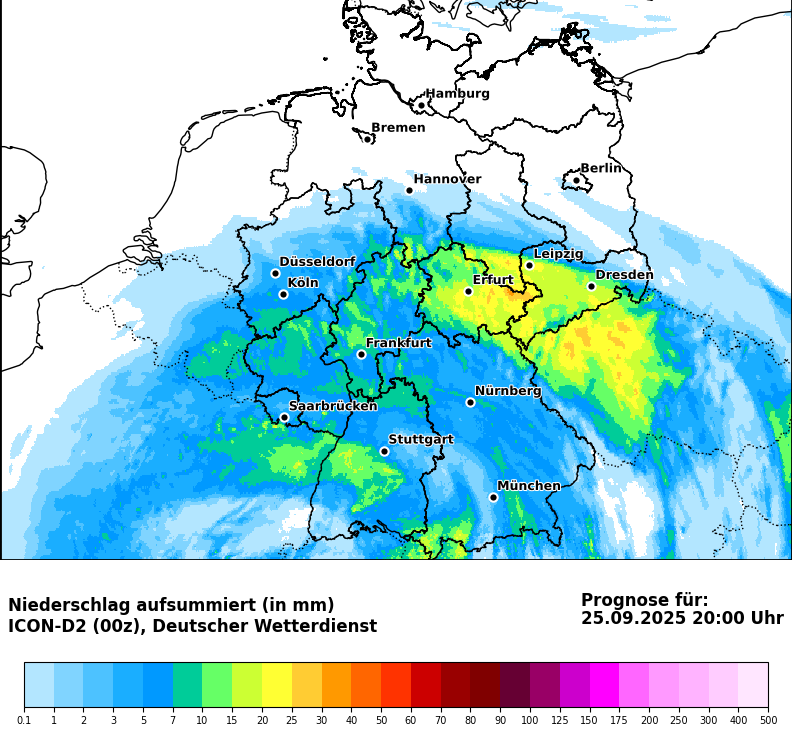 Hamburg
Bremen
Berlin
Hannover
Leipzig
Düsseldorf
Dresden
Köln
Erfurt
Frankfurt
Nürnberg
Saarbrücken
Stuttgart
München
Niederschlag aufsummiert (in mm)
ICON-D2 (00z), Deutscher Wetterdienst
Prognose für:
25.09.2025 20:00 Uhr
0.1 1 2 3 5 7 10 15 20 25 30 40 50 60 70 80 90 100 125 150 175 200 250 300 400 500